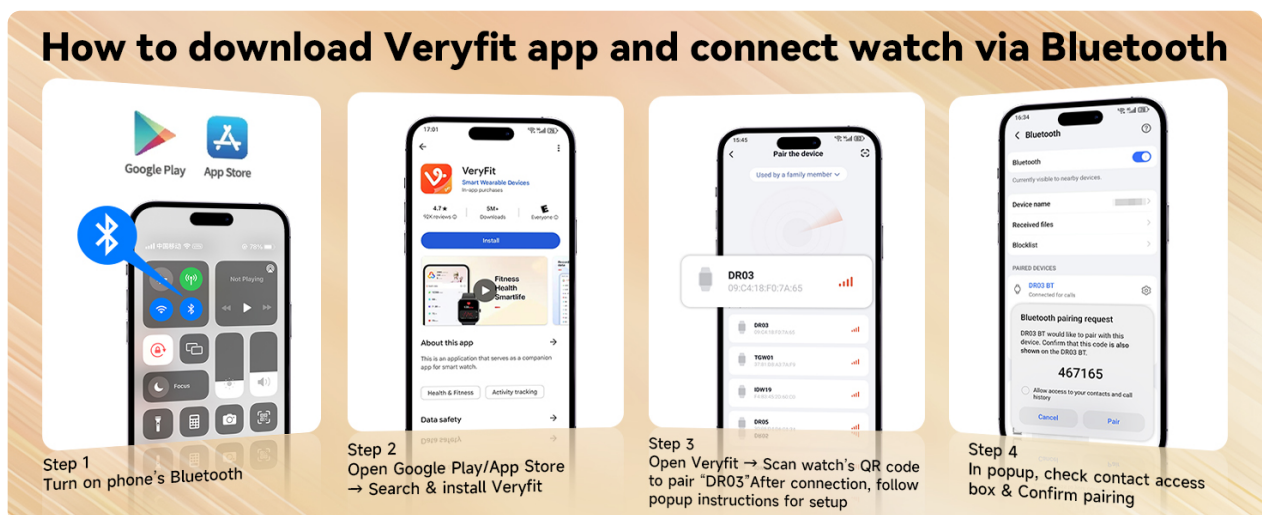 How to download Veryfit app and connect watch via Bluetooth
Google Play
App Store
中国移动
79%
Not Playing
Focus
Step 1
Turn on phone's Bluetooth
17:01
VeryFit
Smart Wearable Devices
In-app purchases
4.7★
5M+
E
92K reviews
Downloads
Everyone
Install
Fitness
Health
Smartlife
About this app
This is an application that serves as a companion
app for smart watch.
Health & Fitness
Activity tracking
Data safety
Step 2
Open Google Play/App Store
→ Search & install Veryfit
15:45
Pair the device
Used by a family member
DR03
09:C4:18:F0:7A:65
DR03
TGW01
IDW19
DR05
Step 3
Open Veryfit → Scan watch's QR code
to pair “DR03”After connection, follow
popup instructions for setup
16:34
Bluetooth
Bluetooth
Currently visible to nearby devices.
Device name
Received files
Blocklist
PAIRED DEVICES
DR03 BT
Connected for calls
Bluetooth pairing request
DR03 BT would like to pair with this
device. Confirm that this code is also
shown on the DR03 BT.
467165
Allow access to your contacts and call
history
Cancel
Pair
Step 4
In popup, check contact access
box & Confirm pairing